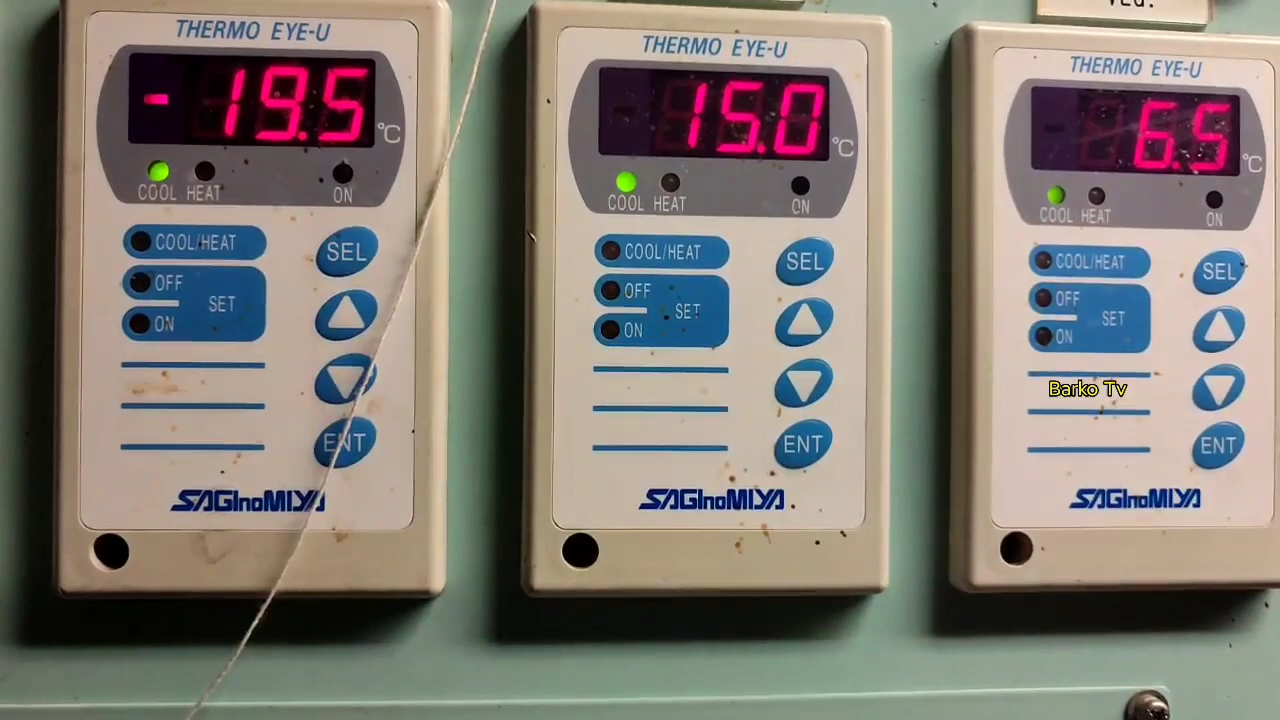 THERMO EYE-U
-19.5 °C
COOL HEAT ON
COOL/HEAT
SEL
OFF
SET
ON
ENT
SAGInoMIYA
THERMO EYE-U
15.0 °C
COOL HEAT ON
COOL/HEAT
SEL
OFF
SET
ON
ENT
SAGInoMIYA
VEG.
THERMO EYE-U
6.5 °C
COOL HEAT ON
COOL/HEAT
SEL
OFF
SET
ON
Barko Tv
ENT
SAGInoMIYA